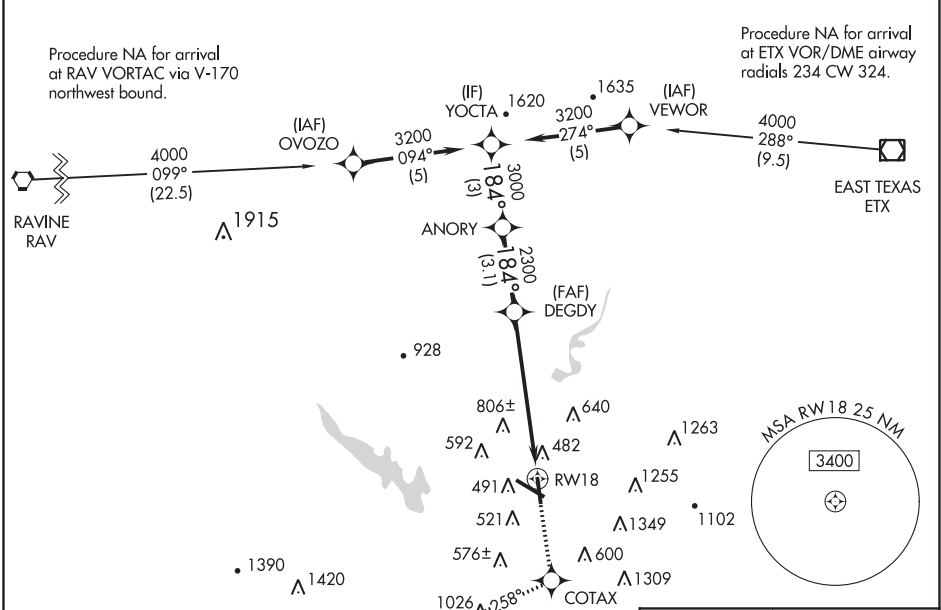 Procedure NA for arrival
at RAV VORTAC via V-170
northwest bound.
Procedure NA for arrival
at ETX VOR/DME airway
radials 234 CW 324.
(IF)
YOCTA
1620
1635
(IAF)
VEWOR
(IAF)
OVOZO
3200
094°
(5)
3200
274°
(5)
4000
288°
(9.5)
EAST TEXAS
ETX
4000
099°
(22.5)
RAVINE
RAV
1915
3000
184°
(3)
ANORY
2300
184°
(3.1)
(FAF)
DEGDY
928
806±
640
592
482
1263
MSA RW18 25 NM
3400
491
RW18
1255
521
1349
1102
576±
600
1390
1420
1309
1026
258°
COTAX